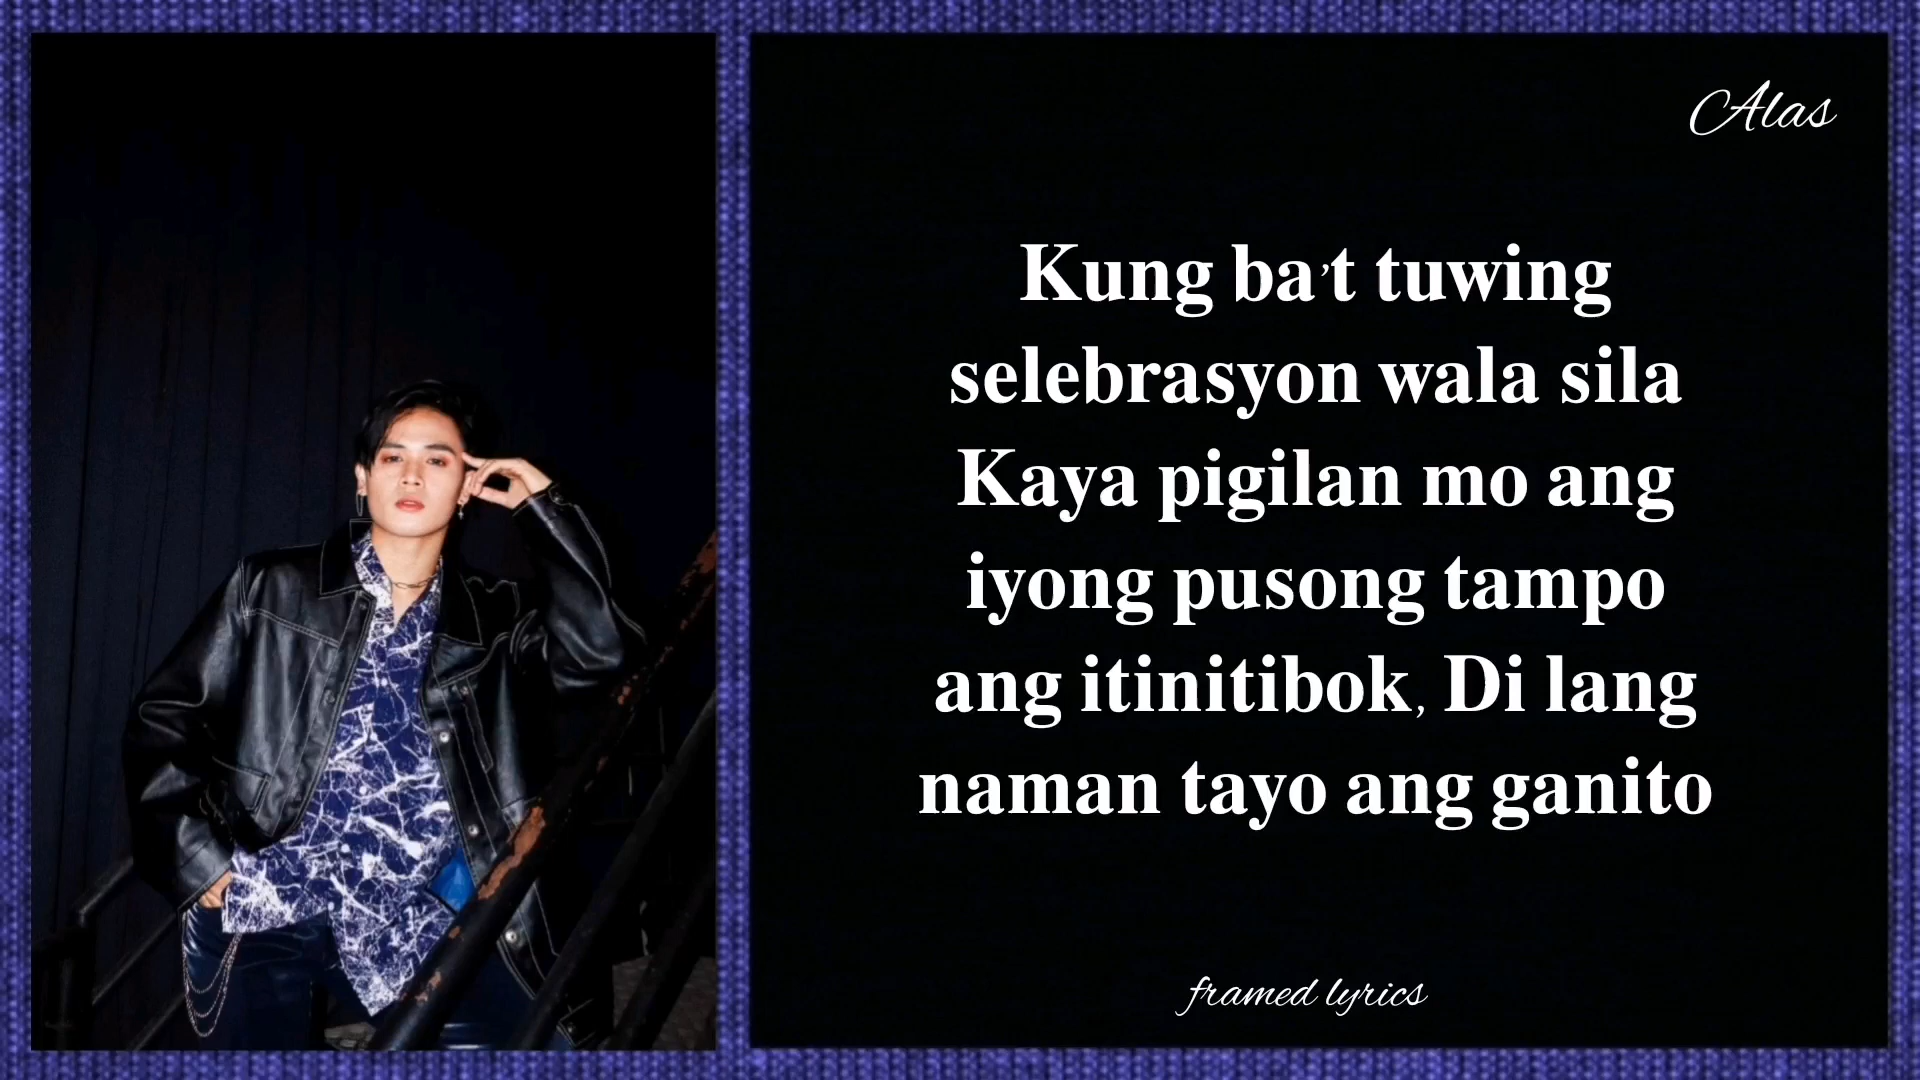 Alas
Kung ba't tuwing
selebrasyon wala sila
Kaya pigilan mo ang
iyong pusong tampo
ang itinitibok, Di lang
naman tayo ang ganito
framed lyrics